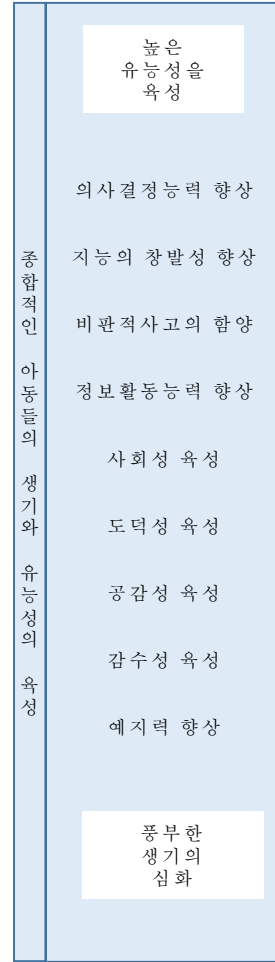 종합적인 아동들의 생기와 유능성의 육성
높은
유능성을
육성
의사결정능력 향상
지능의 창발성 향상
비판적사고의 함양
정보활동능력 향상
사회성 육성
도덕성 육성
공감성 육성
감수성 육성
예지력 향상
풍부한
생기의
심화